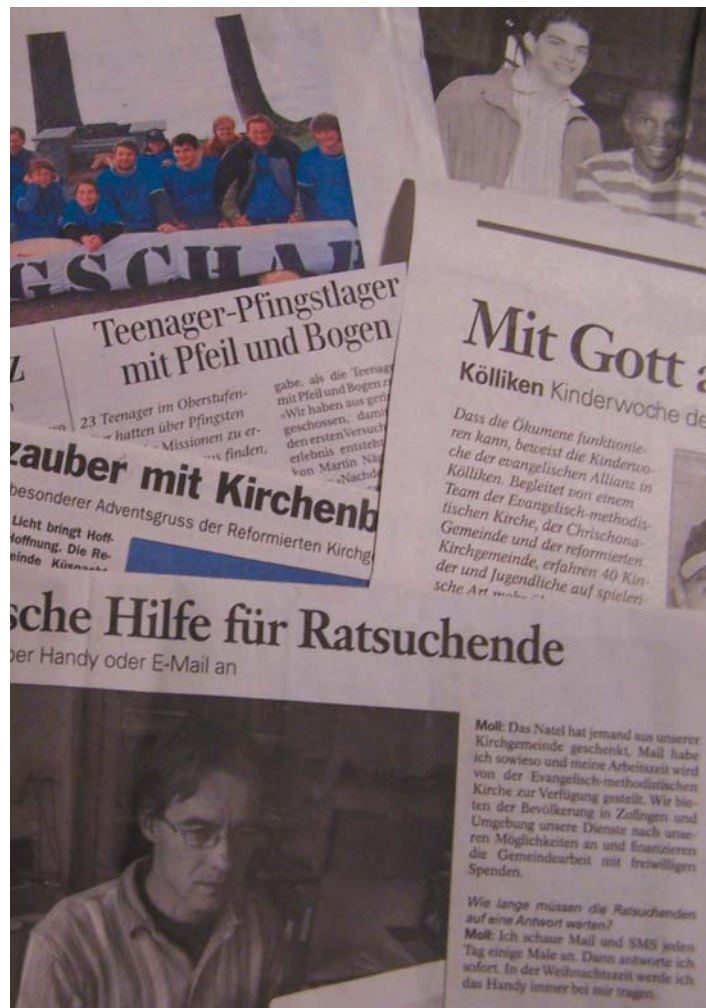 GSCHA
Teenager-Pfingstlager
mit Pfeil und Bogen
23 Teenager im Oberstufen-
hatten über Pfingsten
Missionen zu er-
finden,
gabe, als die Teenag
mit Pfeil und Bogen
«Wir haben aus
geschossen, dami
den ersten Versuch
erlebnis entsteht
von Martin Näg
«Nachd
zauber mit Kirchenb
besonderer Adventsgruss der Reformierten Kirchg
Licht bringt Hoff-
Hoffnung. Die Re-
einde Küsnacht
Mit Gott a
Kölliken Kinderwoche de
Dass die Ökumene funktionie-
ren kann, beweist die Kinderwo-
che der evangelischen Allianz in
Kölliken. Begleitet von einem
Team der Evangelisch-methodis-
tischen Kirche, der Chrischona-
Gemeinde und der reformierten
Kirchgemeinde, erfahren 40 Kin-
der und Jugendliche auf spieleri-
sche Art
sche Hilfe für Ratsuchende
per Handy oder E-Mail an
Moll: Das Natel hat jemand aus unserer
Kirchgemeinde geschenkt, Mail habe
ich sowieso und meine Arbeitszeit wird
von der Evangelisch-methodistischen
Kirche zur Verfügung gestellt. Wir bie-
ten der Bevölkerung in Zofingen und
Umgebung unsere Dienste nach unse-
ren Möglichkeiten an und finanzieren
die Gemeindearbeit mit freiwilligen
Spenden.
Wie lange müssen die Ratsuchenden
auf eine Antwort warten?
Moll: Ich schaue Mail und SMS jeden
Tag einige Male an. Dann antworte ich
sofort. In der Weihnachtszeit werde ich
das Handy immer bei mir tragen.